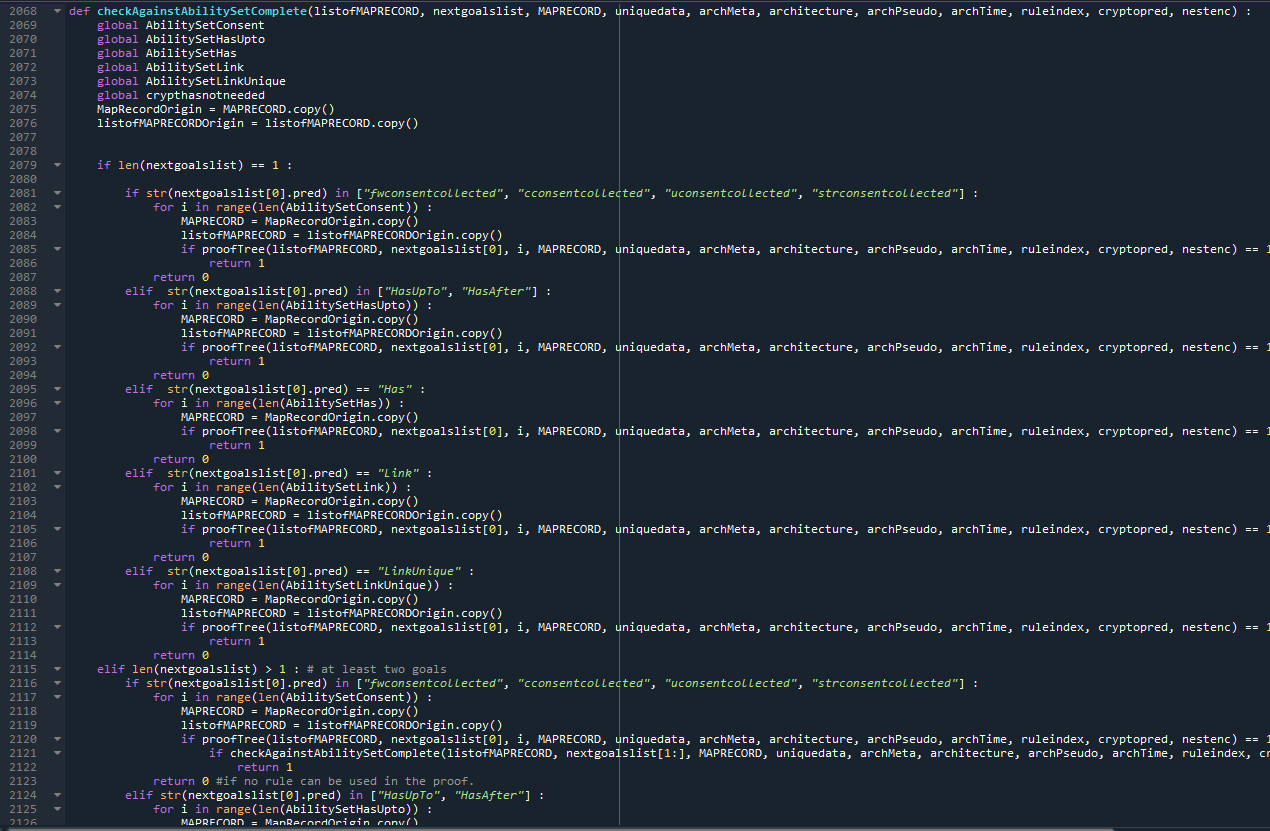 2068 def checkAgainstAbilitySetComplete(listofMAPRECORD, nextgoalslist, MAPRECORD, uniquedata, archMeta, architecture, archPseudo, archTime, ruleindex, cryptopred, nestenc) :
2069 global AbilitySetConsent
2070 global AbilitySetHasUpto
2071 global AbilitySetHas
2072 global AbilitySetLink
2073 global AbilitySetLinkUnique
2074 global crypthasnotneeded
2075 MapRecordOrigin = MAPRECORD.copy()
2076 listofMAPRECORDOrigin = listofMAPRECORD.copy()
2077
2078
2079 if len(nextgoalslist) == 1 :
2080
2081 if str(nextgoalslist[0].pred) in ["fwconsentcollected", "cconsentcollected", "uconsentcollected", "strconsentcollected"] :
2082 for i in range(len(AbilitySetConsent)) :
2083 MAPRECORD = MapRecordOrigin.copy()
2084 listofMAPRECORD = listofMAPRECORDOrigin.copy()
2085 if proofTree(listofMAPRECORD, nextgoalslist[0], i, MAPRECORD, uniquedata, archMeta, architecture, archPseudo, archTime, ruleindex, cryptopred, nestenc) == 1
2086 return 1
2087 return 0
2088 elif  str(nextgoalslist[0].pred) in ["HasUpTo", "HasAfter"] :
2089 for i in range(len(AbilitySetHasUpto)) :
2090 MAPRECORD = MapRecordOrigin.copy()
2091 listofMAPRECORD = listofMAPRECORDOrigin.copy()
2092 if proofTree(listofMAPRECORD, nextgoalslist[0], i, MAPRECORD, uniquedata, archMeta, architecture, archPseudo, archTime, ruleindex, cryptopred, nestenc) == 1
2093 return 1
2094 return 0
2095 elif  str(nextgoalslist[0].pred) == "Has" :
2096 for i in range(len(AbilitySetHas)) :
2097 MAPRECORD = MapRecordOrigin.copy()
2098 if proofTree(listofMAPRECORD, nextgoalslist[0], i, MAPRECORD, uniquedata, archMeta, architecture, archPseudo, archTime, ruleindex, cryptopred, nestenc) == 1
2099 return 1
2100 return 0
2101 elif  str(nextgoalslist[0].pred) == "Link" :
2102 for i in range(len(AbilitySetLink)) :
2103 MAPRECORD = MapRecordOrigin.copy()
2104 listofMAPRECORD = listofMAPRECORDOrigin.copy()
2105 if proofTree(listofMAPRECORD, nextgoalslist[0], i, MAPRECORD, uniquedata, archMeta, architecture, archPseudo, archTime, ruleindex, cryptopred, nestenc) == 1
2106 return 1
2107 return 0
2108 elif  str(nextgoalslist[0].pred) == "LinkUnique" :
2109 for i in range(len(AbilitySetLinkUnique)) :
2110 MAPRECORD = MapRecordOrigin.copy()
2111 listofMAPRECORD = listofMAPRECORDOrigin.copy()
2112 if proofTree(listofMAPRECORD, nextgoalslist[0], i, MAPRECORD, uniquedata, archMeta, architecture, archPseudo, archTime, ruleindex, cryptopred, nestenc) == 1
2113 return 1
2114 return 0
2115 elif len(nextgoalslist) > 1 : # at least two goals
2116 if str(nextgoalslist[0].pred) in ["fwconsentcollected", "cconsentcollected", "uconsentcollected", "strconsentcollected"] :
2117 for i in range(len(AbilitySetConsent)) :
2118 MAPRECORD = MapRecordOrigin.copy()
2119 listofMAPRECORD = listofMAPRECORDOrigin.copy()
2120 if proofTree(listofMAPRECORD, nextgoalslist[0], i, MAPRECORD, uniquedata, archMeta, architecture, archPseudo, archTime, ruleindex, cryptopred, nestenc) == 1
2121 if checkAgainstAbilitySetComplete(listofMAPRECORD, nextgoalslist[1:], MAPRECORD, uniquedata, archMeta, architecture, archPseudo, archTime, ruleindex, cr
2122 return 1
2123 return 0 #if no rule can be used in the proof.
2124 elif str(nextgoalslist[0].pred) in ["HasUpTo", "HasAfter"] :
2125 for i in range(len(AbilitySetHasUpto)) :
2126 MAPRECORD = MapRecordOrigin.copy()